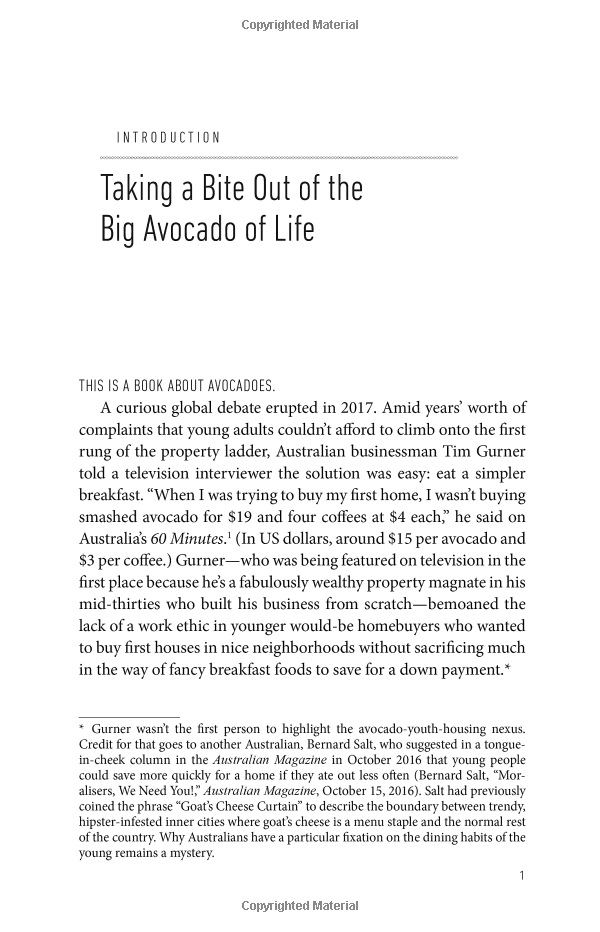 Copyrighted Material
INTRODUCTION
Taking a Bite Out of the
Big Avocado of Life
THIS IS A BOOK ABOUT AVOCADOES.
A curious global debate erupted in 2017. Amid years’ worth of
complaints that young adults couldn’t afford to climb onto the first
rung of the property ladder, Australian businessman Tim Gurner
told a television interviewer the solution was easy: eat a simpler
breakfast. “When I was trying to buy my first home, I wasn’t buying
smashed avocado for $19 and four coffees at $4 each,” he said on
Australia’s 60 Minutes.1 (In US dollars, around $15 per avocado and
$3 per coffee.) Gurner—who was being featured on television in the
first place because he’s a fabulously wealthy property magnate in his
mid-thirties who built his business from scratch—bemoaned the
lack of a work ethic in younger would-be homebuyers who wanted
to buy first houses in nice neighborhoods without sacrificing much
in the way of fancy breakfast foods to save for a down payment.*
* Gurner wasn’t the first person to highlight the avocado-youth-housing nexus.
Credit for that goes to another Australian, Bernard Salt, who suggested in a tongue-
in-cheek column in the Australian Magazine in October 2016 that young people
could save more quickly for a home if they ate out less often (Bernard Salt, “Mor-
alisers, We Need You!,” Australian Magazine, October 15, 2016). Salt had previously
coined the phrase “Goat’s Cheese Curtain” to describe the boundary between trendy,
hipster-infested inner cities where goat’s cheese is a menu staple and the normal rest
of the country. Why Australians have a particular fixation on the dining habits of the
young remains a mystery.
1
Copyrighted Material